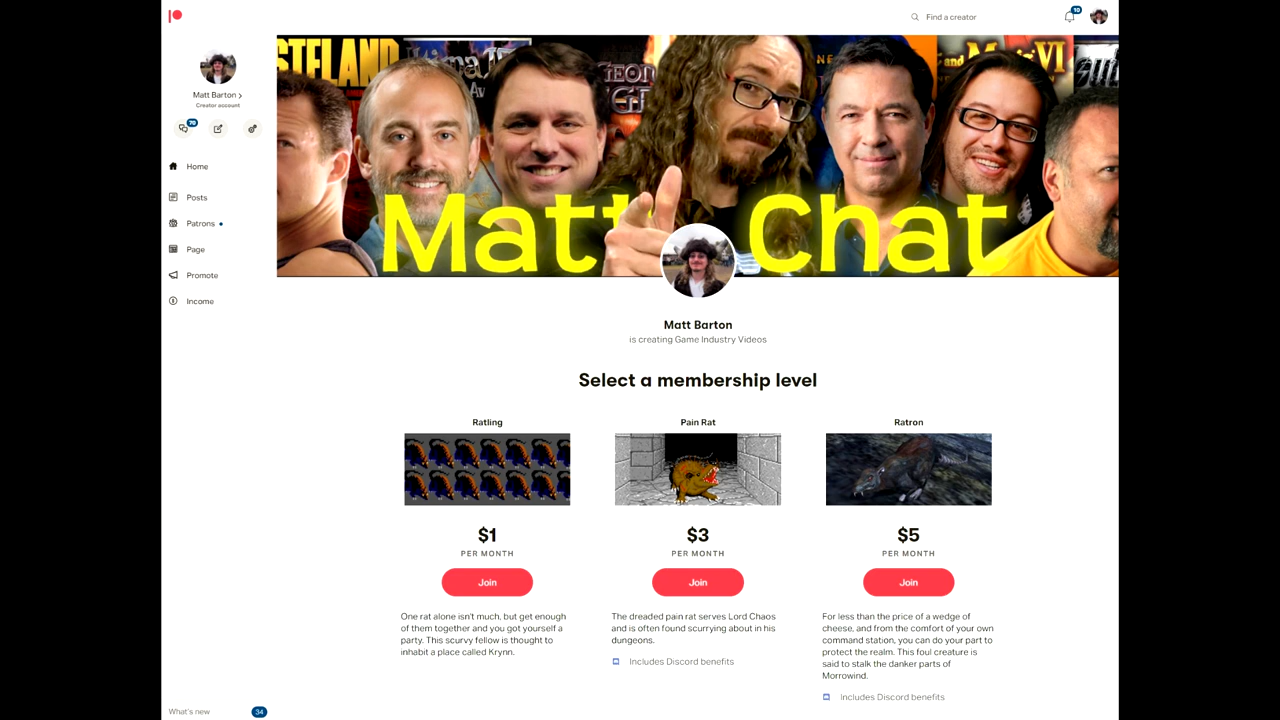 Find a creator
10
Matt Barton
Creator account
70
Home
Posts
Patrons
Page
Promote
Income
What's new
34
STELAND
and Magic VI
Matt Chat
Matt Barton
is creating Game Industry Videos
Select a membership level
Ratling
$1
PER MONTH
Join
One rat alone isn't much, but get enough
of them together and you got yourself a
party. This scurvy fellow is thought to
inhabit a place called Krynn.
Pain Rat
$3
PER MONTH
Join
The dreaded pain rat serves Lord Chaos
and is often found scurrying about in his
dungeons.
Includes Discord benefits
Ratron
$5
PER MONTH
Join
For less than the price of a wedge of
cheese, and from the comfort of your own
command station, you can do your part to
protect the realm. This foul creature is
said to stalk the danker parts of
Morrowind.
Includes Discord benefits